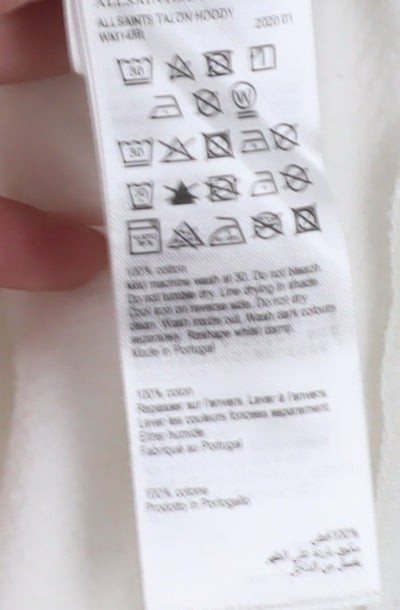 ALLSAINTS TALON HOODY 2020 01
30
W
30
100% cotton
machine wash at 30. Do not bleach
Do not tumble dry. Line drying in shade.
Cool iron on reverse side. Do not dry
clean. Wash inside out. Wash dark colours
separately. Reshape whilst damp.
Made in Portugal
100% coton
Repasser sur l'envers. Laver à l'envers.
Laver les couleurs foncées séparément.
Etirer humide.
Fabriqué au Portugal
100% cotone
Prodotto in Portogallo